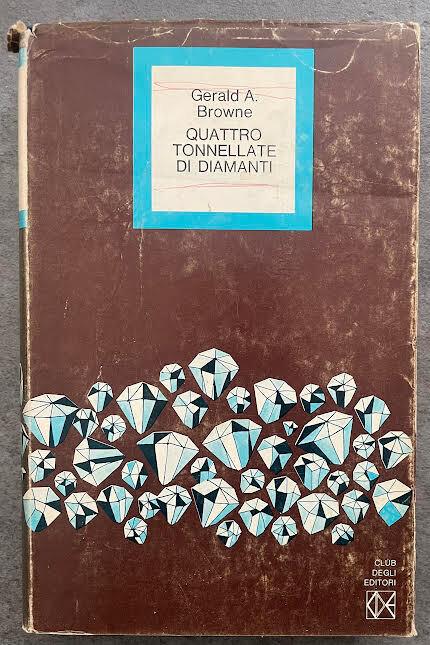 Gerald A.
Browne
QUATTRO
TONNELLATE
DI DIAMANTI
CLUB
DEGLI
EDITORI